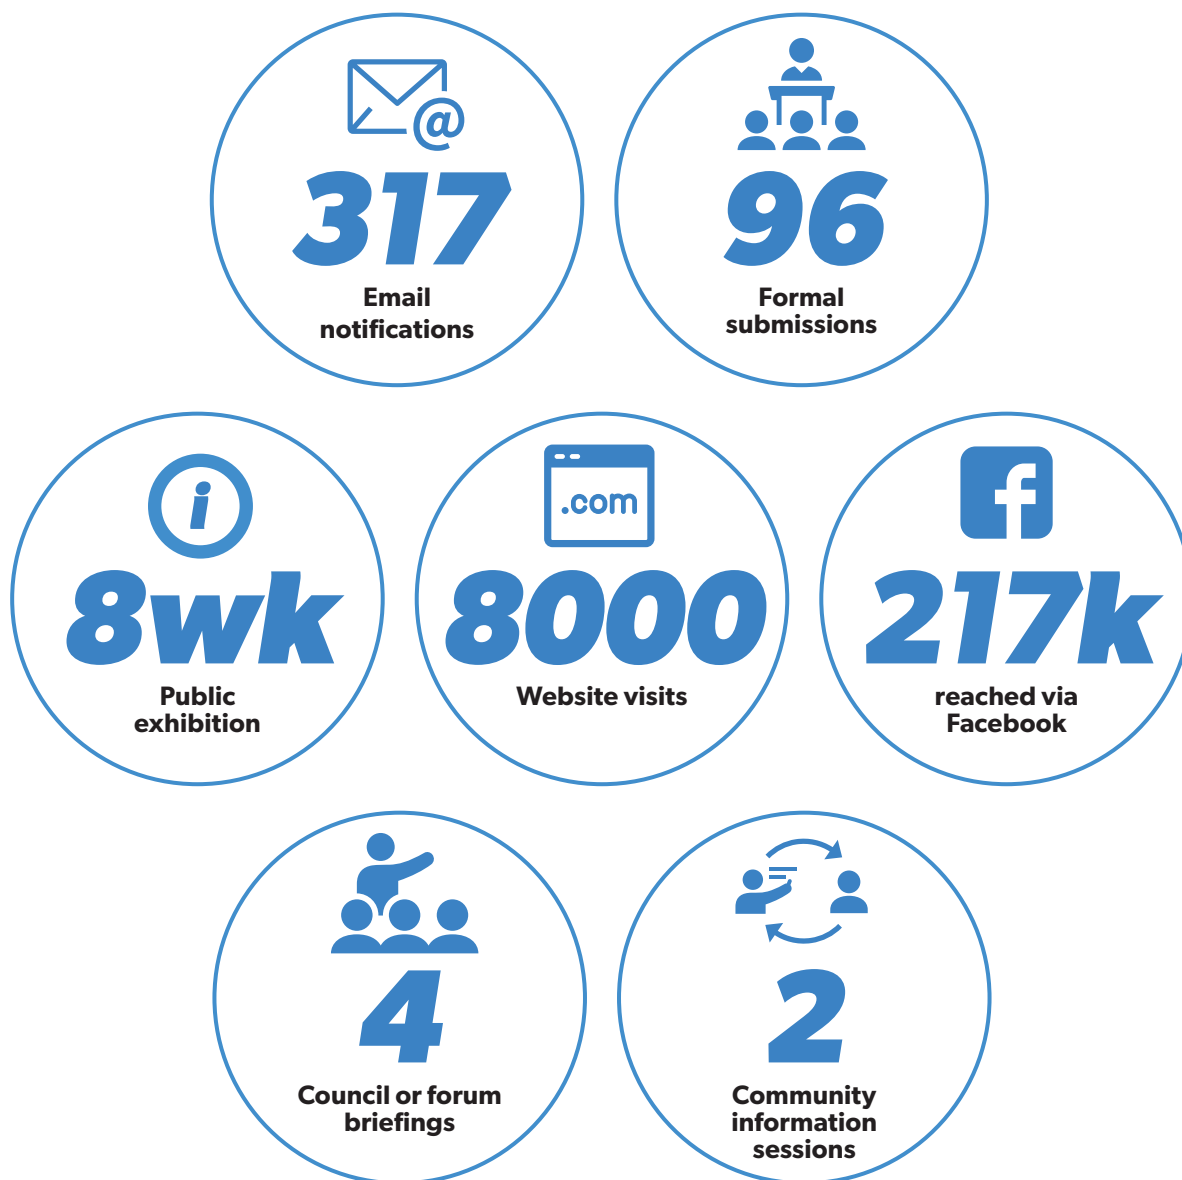 @
317
Email
notifications
96
Formal
submissions
i
8wk
Public
exhibition
.com
8000
Website visits
f
217k
reached via
Facebook
4
Council or forum
briefings
2
Community
information
sessions